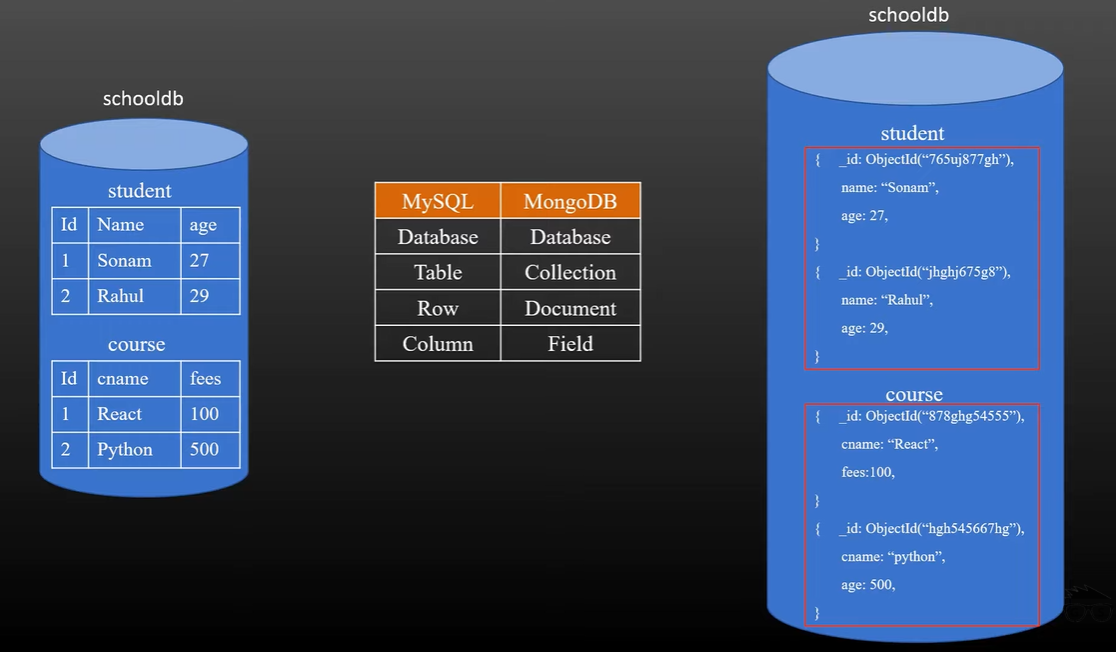 schooldb
student
Id Name age
1 Sonam 27
2 Rahul 29
course
Id cname fees
1 React 100
2 Python 500
MySQL MongoDB
Database Database
Table Collection
Row Document
Column Field
schooldb
student
{ _id: ObjectId(“765uj877gh”),
name: “Sonam”,
age: 27,
}
{ _id: ObjectId(“jhghj675g8”),
name: “Rahul”,
age: 29,
}
course
{ _id: ObjectId(“878ghg54555”),
cname: “React”,
fees:100,
}
{ _id: ObjectId(“hgh545667hg”),
cname: “python”,
age: 500,
}